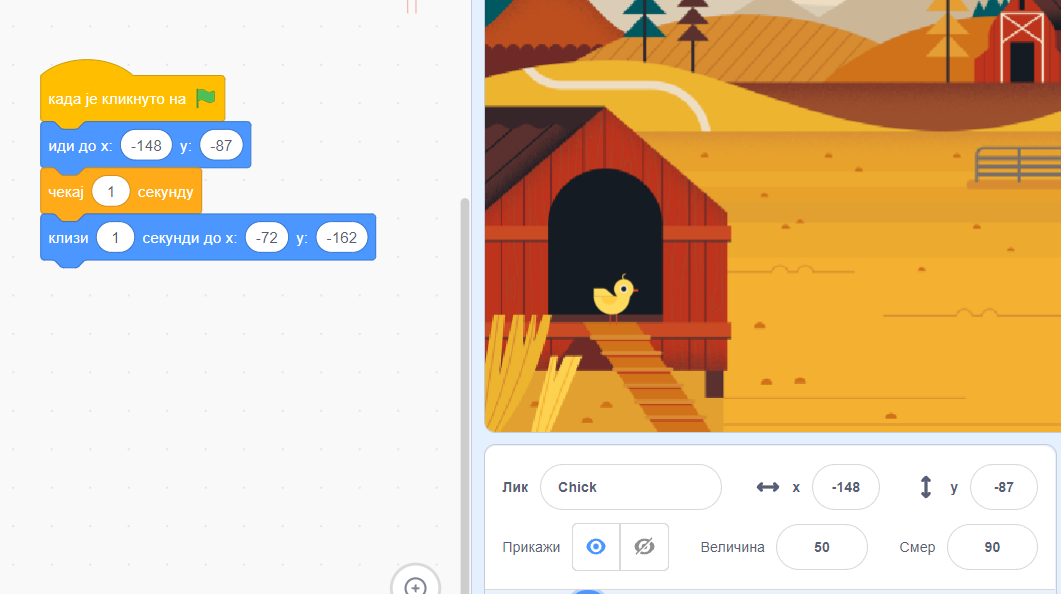 када је кликнуто на
иди до x: -148 y: -87
чекај 1 секунду
клизи 1 секунди до x: -72 y: -162
Лик Chick x -148 y -87
Прикажи Величина 50 Смер 90